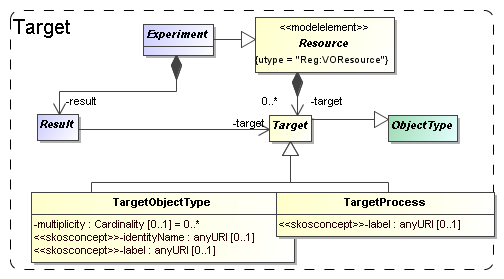 Target
Experiment
<<modelelement>>
Resource
{utype = "Reg:VOResource"}
-result
0..*
-target
Result
-target
Target
ObjectType
TargetObjectType
-multiplicity : Cardinality [0..1] = 0..*
<<skosconcept>>-identityName : anyURI [0..1]
<<skosconcept>>-label : anyURI [0..1]
TargetProcess
<<skosconcept>>-label : anyURI [0..1]